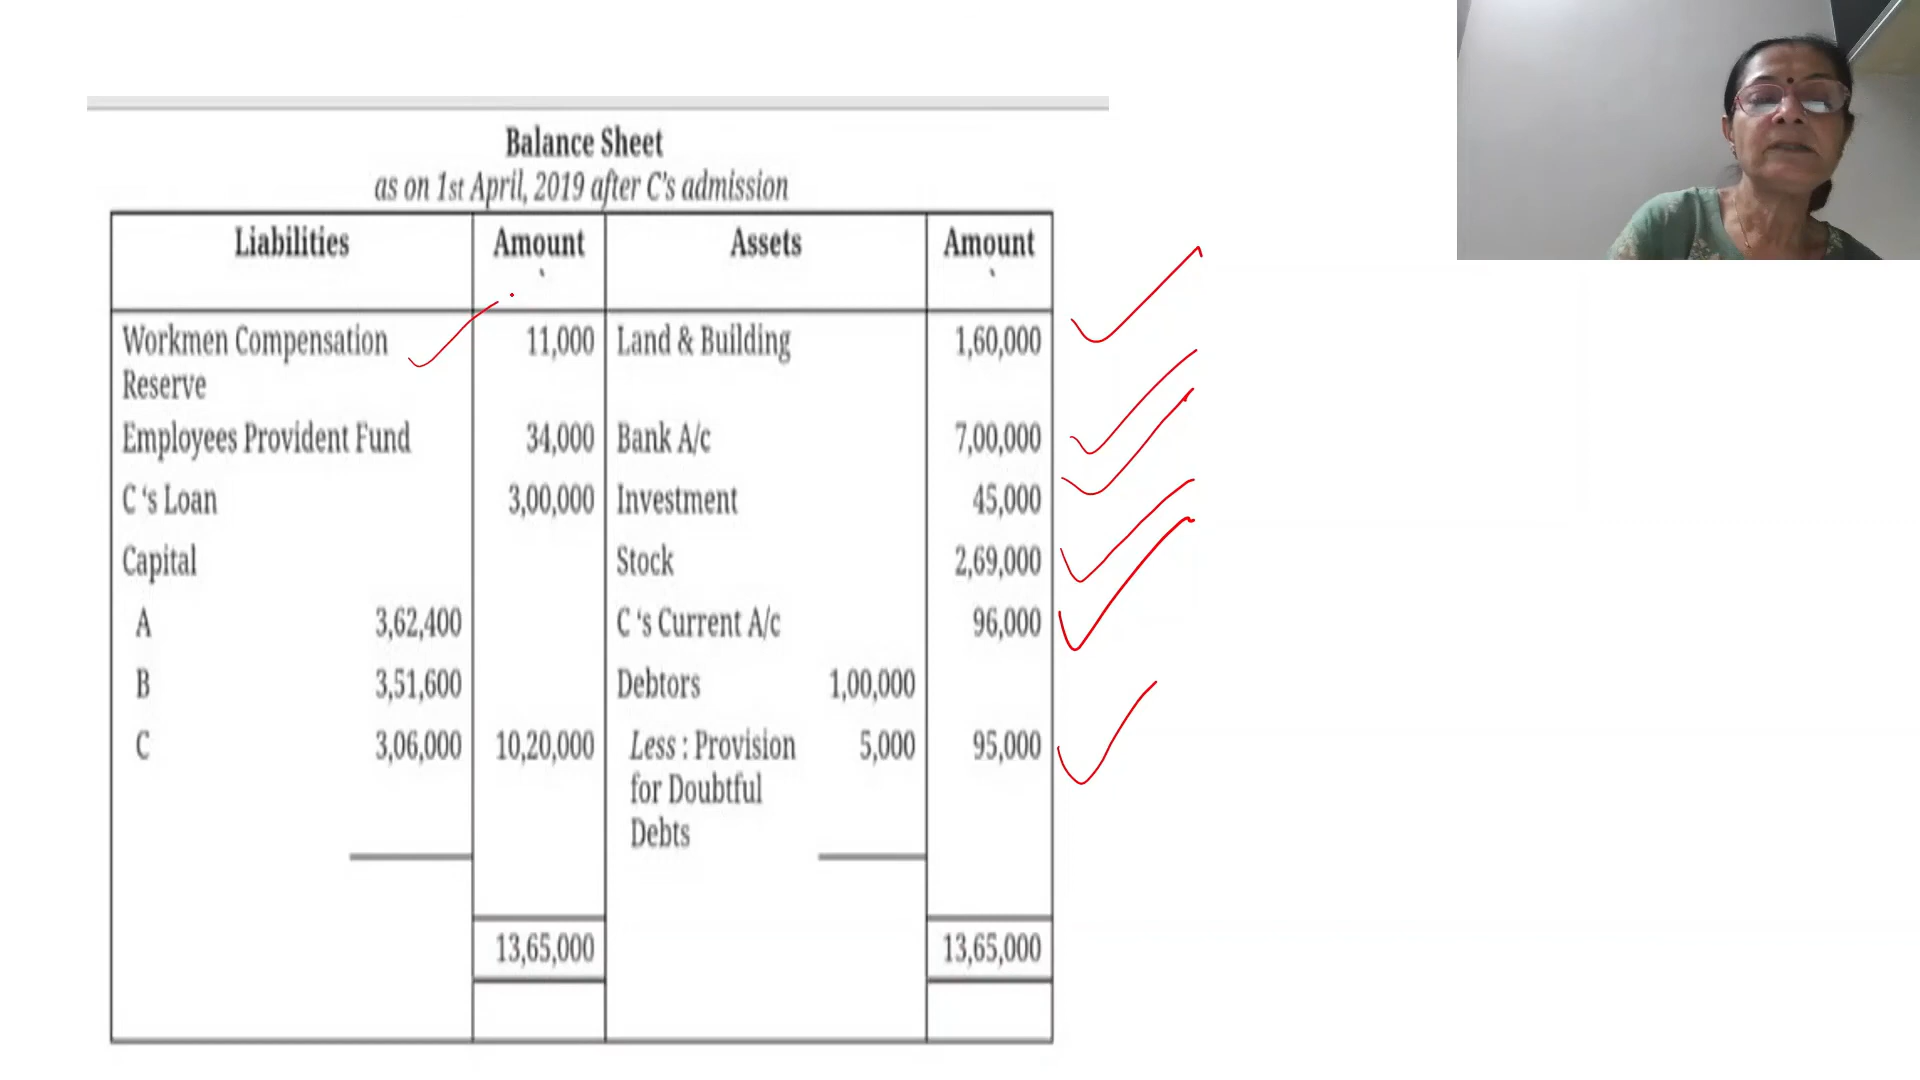 Balance Sheet
as on 1st April, 2019 after C's admission
Liabilities Amount Assets Amount
` `
Workmen Compensation 11,000 Land & Building 1,60,000
Reserve
Employees Provident Fund 34,000 Bank A/c 7,00,000
C 's Loan 3,00,000 Investment 45,000
Capital Stock 2,69,000
A 3,62,400 C 's Current A/c 96,000
B 3,51,600 Debtors 1,00,000
C 3,06,000 10,20,000 Less : Provision 5,000 95,000
for Doubtful
Debts
13,65,000 13,65,000